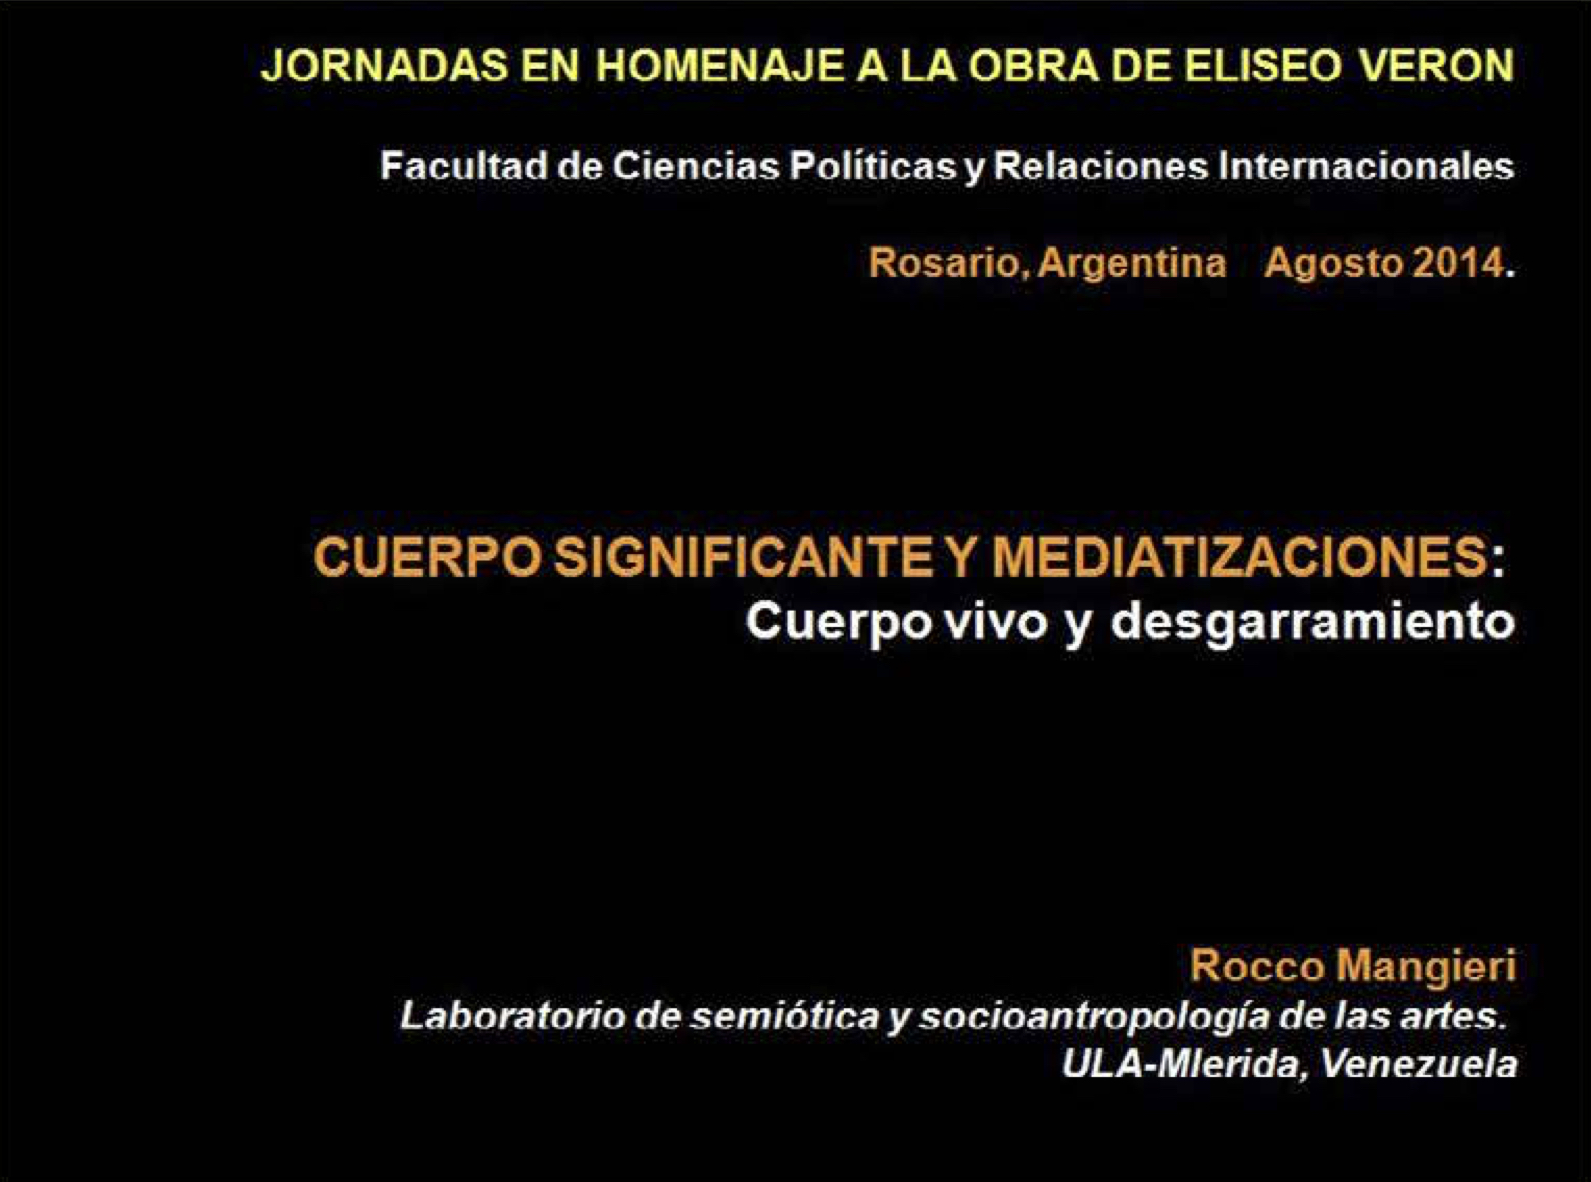 JORNADAS EN HOMENAJE A LA OBRA DE ELISEO VERON
Facultad de Ciencias Políticas y Relaciones Internacionales
Rosario, Argentina Agosto 2014.
CUERPO SIGNIFICANTE Y MEDIATIZACIONES:
Cuerpo vivo y desgarramiento
Rocco Mangieri
Laboratorio de semiótica y socioantropología de las artes.
ULA-Mlerida, Venezuela